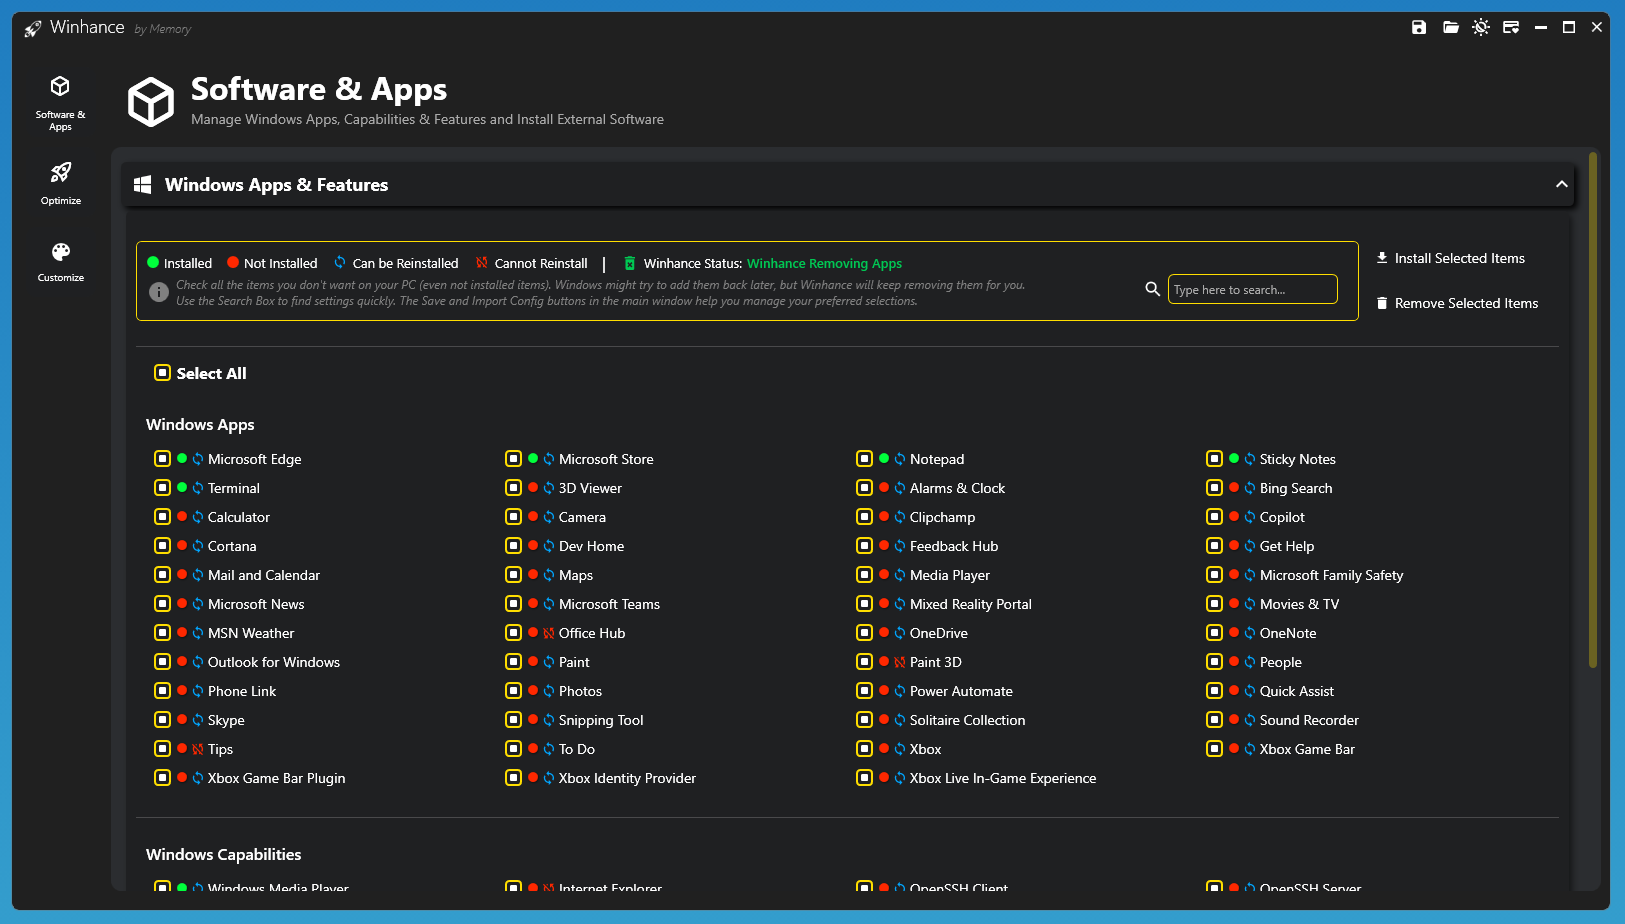 Winhance by Memory
Software & Apps
Manage Windows Apps, Capabilities & Features and Install External Software
Software & Apps
Optimize
Customize
Windows Apps & Features
Installed Not Installed Can be Reinstalled Cannot Reinstall | Winhance Status: Winhance Removing Apps
Check all the items you don't want on your PC (even not installed items). Windows might try to add them back later, but Winhance will keep removing them for you.
Use the Search Box to find settings quickly. The Save and Import Config buttons in the main window help you manage your preferred selections.
Type here to search...
Install Selected Items
Remove Selected Items
Select All
Windows Apps
Microsoft Edge Microsoft Store Notepad Sticky Notes
Terminal 3D Viewer Alarms & Clock Bing Search
Calculator Camera Clipchamp Copilot
Cortana Dev Home Feedback Hub Get Help
Mail and Calendar Maps Media Player Microsoft Family Safety
Microsoft News Microsoft Teams Mixed Reality Portal Movies & TV
MSN Weather Office Hub OneDrive OneNote
Outlook for Windows Paint Paint 3D People
Phone Link Photos Power Automate Quick Assist
Skype Snipping Tool Solitaire Collection Sound Recorder
Tips To Do Xbox Xbox Game Bar
Xbox Game Bar Plugin Xbox Identity Provider Xbox Live In-Game Experience
Windows Capabilities
Windows Media Player Internet Explorer OpenSSH Client OpenSSH Server